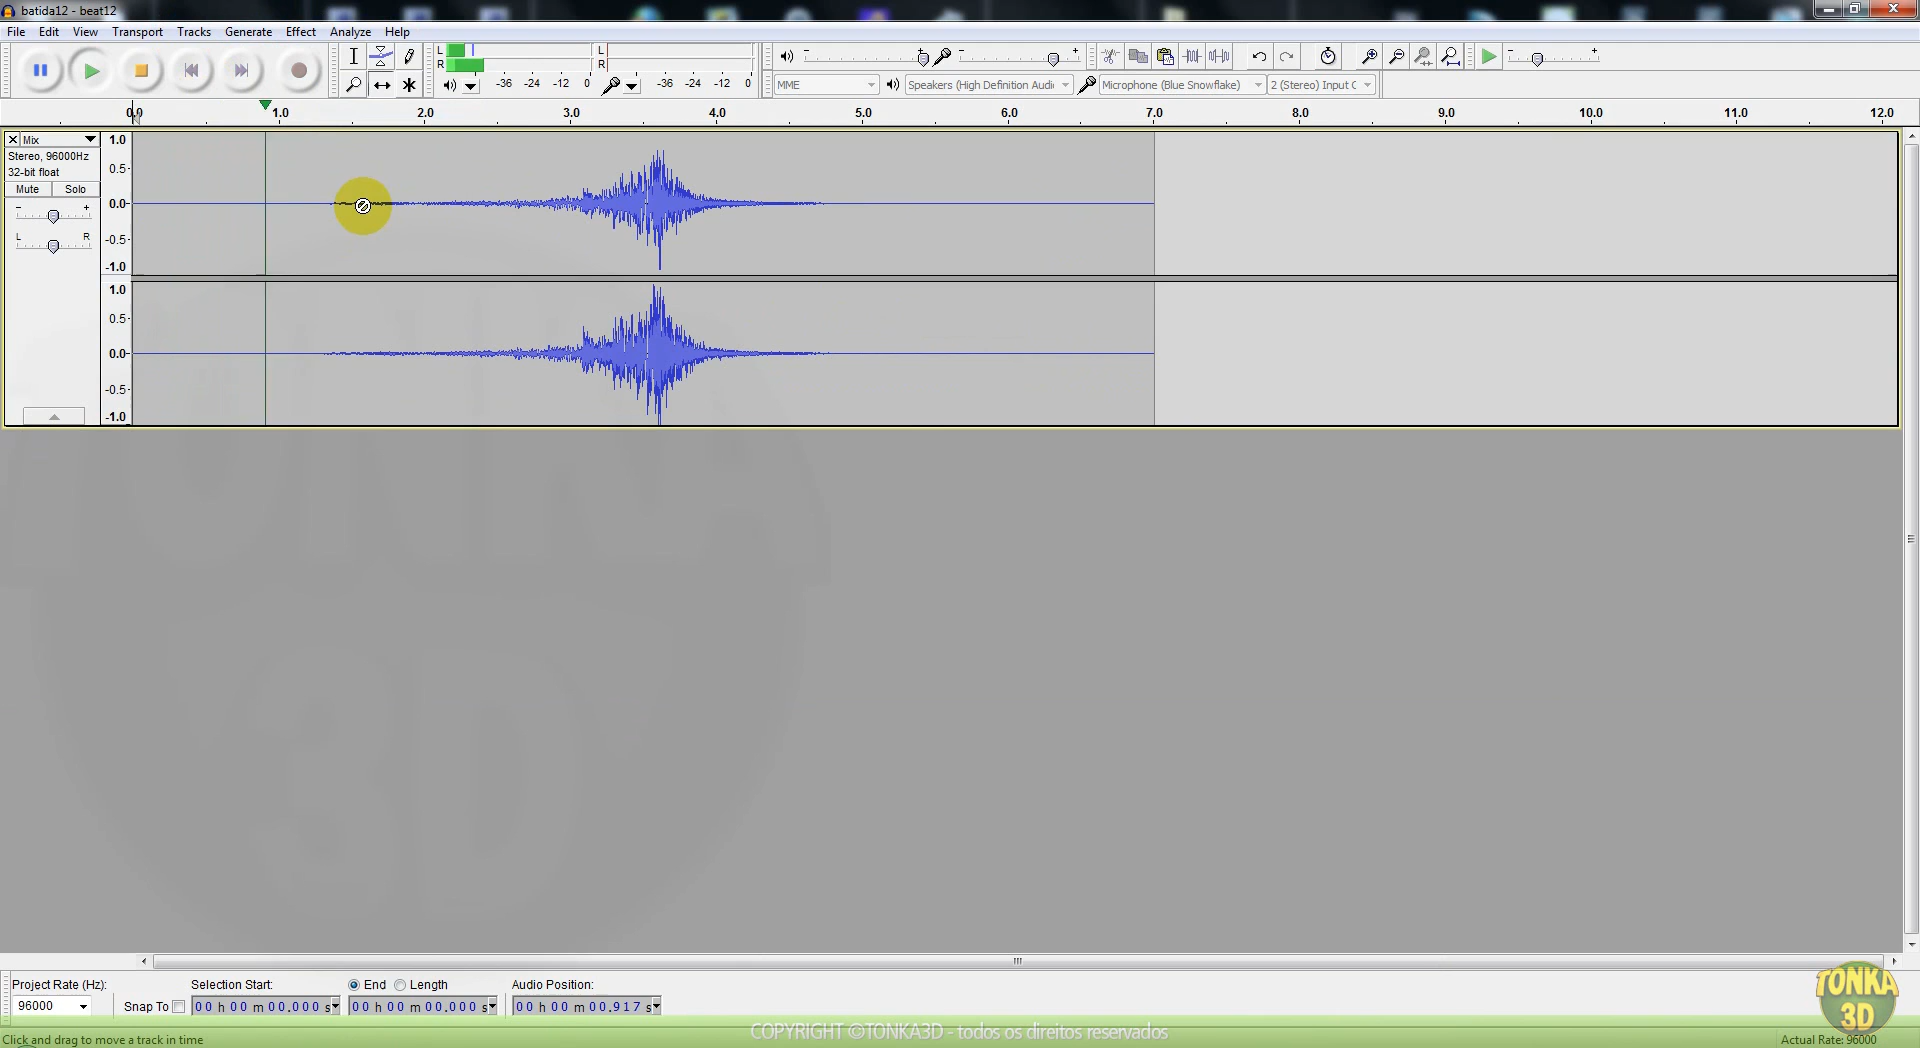 batida12 - beat12
File Edit View Transport Tracks Generate Effect Analyze Help
L L
R R
-36 -24 -12 0 -36 -24 -12 0
MME Speakers (High Definition Audi Microphone (Blue Snowflake) 2 (Stereo) Input C
0.0 1.0 2.0 3.0 4.0 5.0 6.0 7.0 8.0 9.0 10.0 11.0 12.0
Mix
Stereo, 96000Hz
32-bit float
Mute Solo
- +
L R
1.0
0.5
0.0
-0.5
-1.0
1.0
0.5
0.0
-0.5
-1.0
Project Rate (Hz): Selection Start: End Length Audio Position:
96000 Snap To 00 h 00 m 00.000 s 00 h 00 m 00.000 s 00 h 00 m 00.917 s
TONKA
3D
COPYRIGHT ©TONKA3D - todos os direitos reservados
Click and drag to move a track in time Actual Rate: 96000